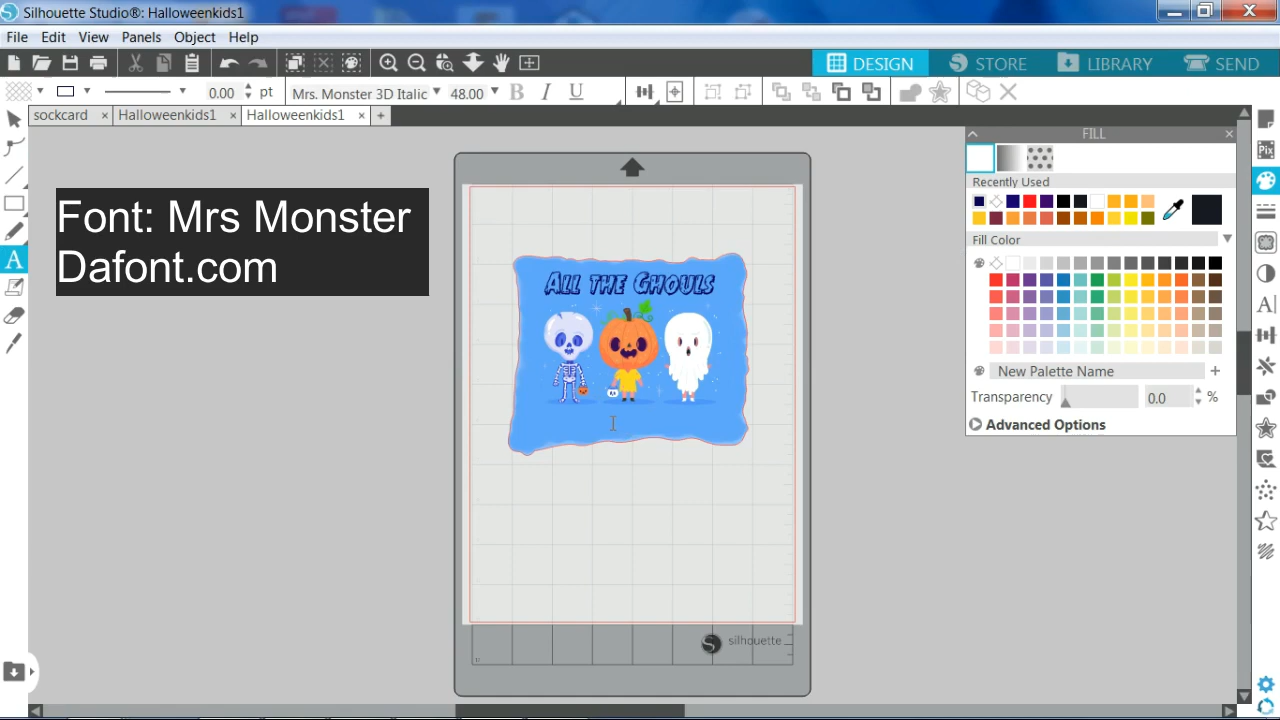 Silhouette Studio®: Halloweenkids1
File Edit View Panels Object Help
DESIGN STORE LIBRARY SEND
0.00 pt Mrs. Monster 3D Italic 48.00 B I U
sockcard × Halloweenkids1 × Halloweenkids1 × +
FILL
Pix
Recently Used
Font: Mrs Monster
Dafont.com
Fill Color
All the Ghouls
New Palette Name +
Transparency 0.0 %
Advanced Options
silhouette